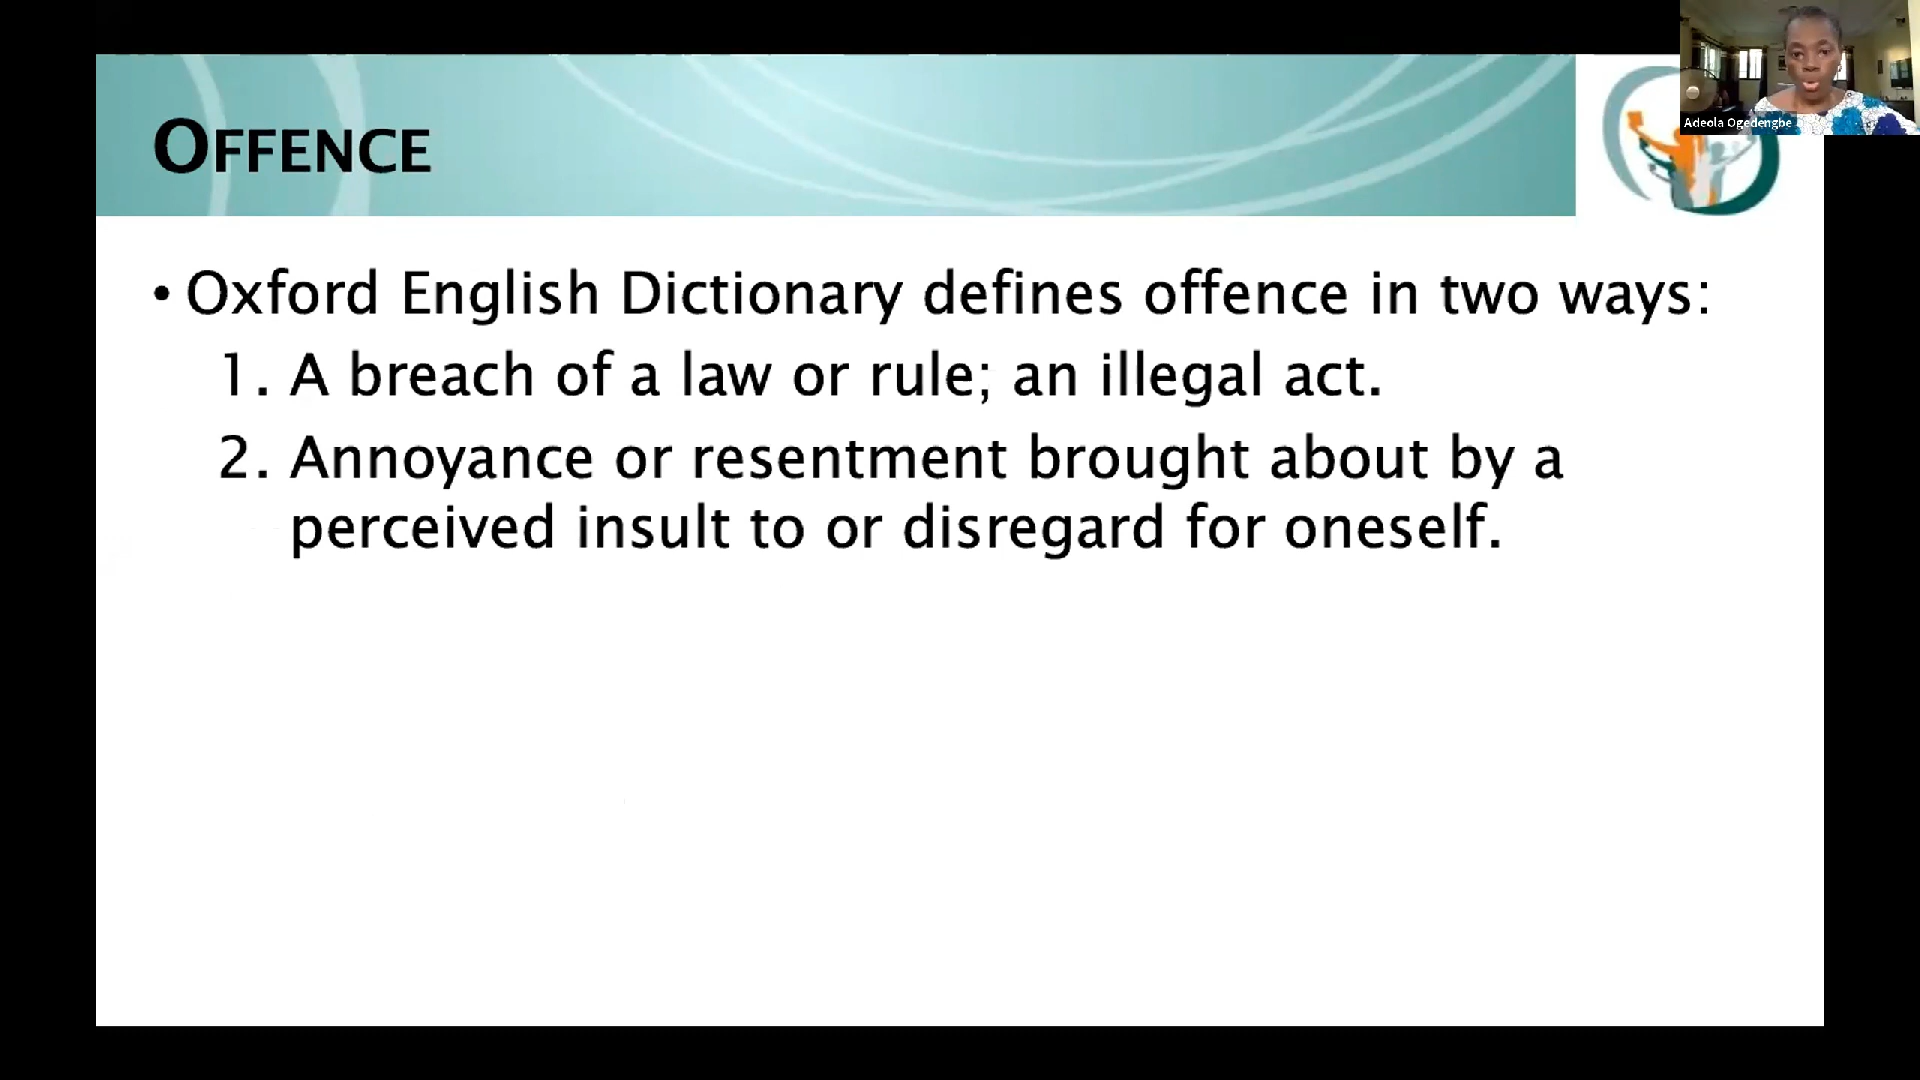 OFFENCE
• Oxford English Dictionary defines offence in two ways:
1. A breach of a law or rule; an illegal act.
2. Annoyance or resentment brought about by a
perceived insult to or disregard for oneself.
Adeola Ogedengbe